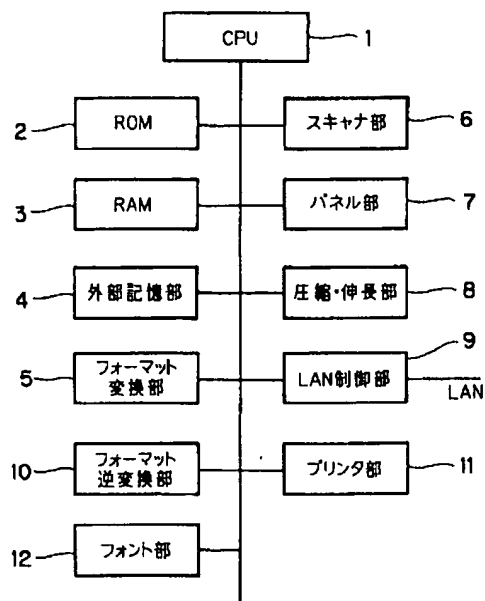 CPU 1
2 ROM
スキャナ部 6
3 RAM
パネル部 7
4 外部記憶部
圧縮・伸長部 8
5 フォーマット
変換部
LAN制御部 9
LAN
10 フォーマット
逆変換部
プリンタ部 11
12 フォント部